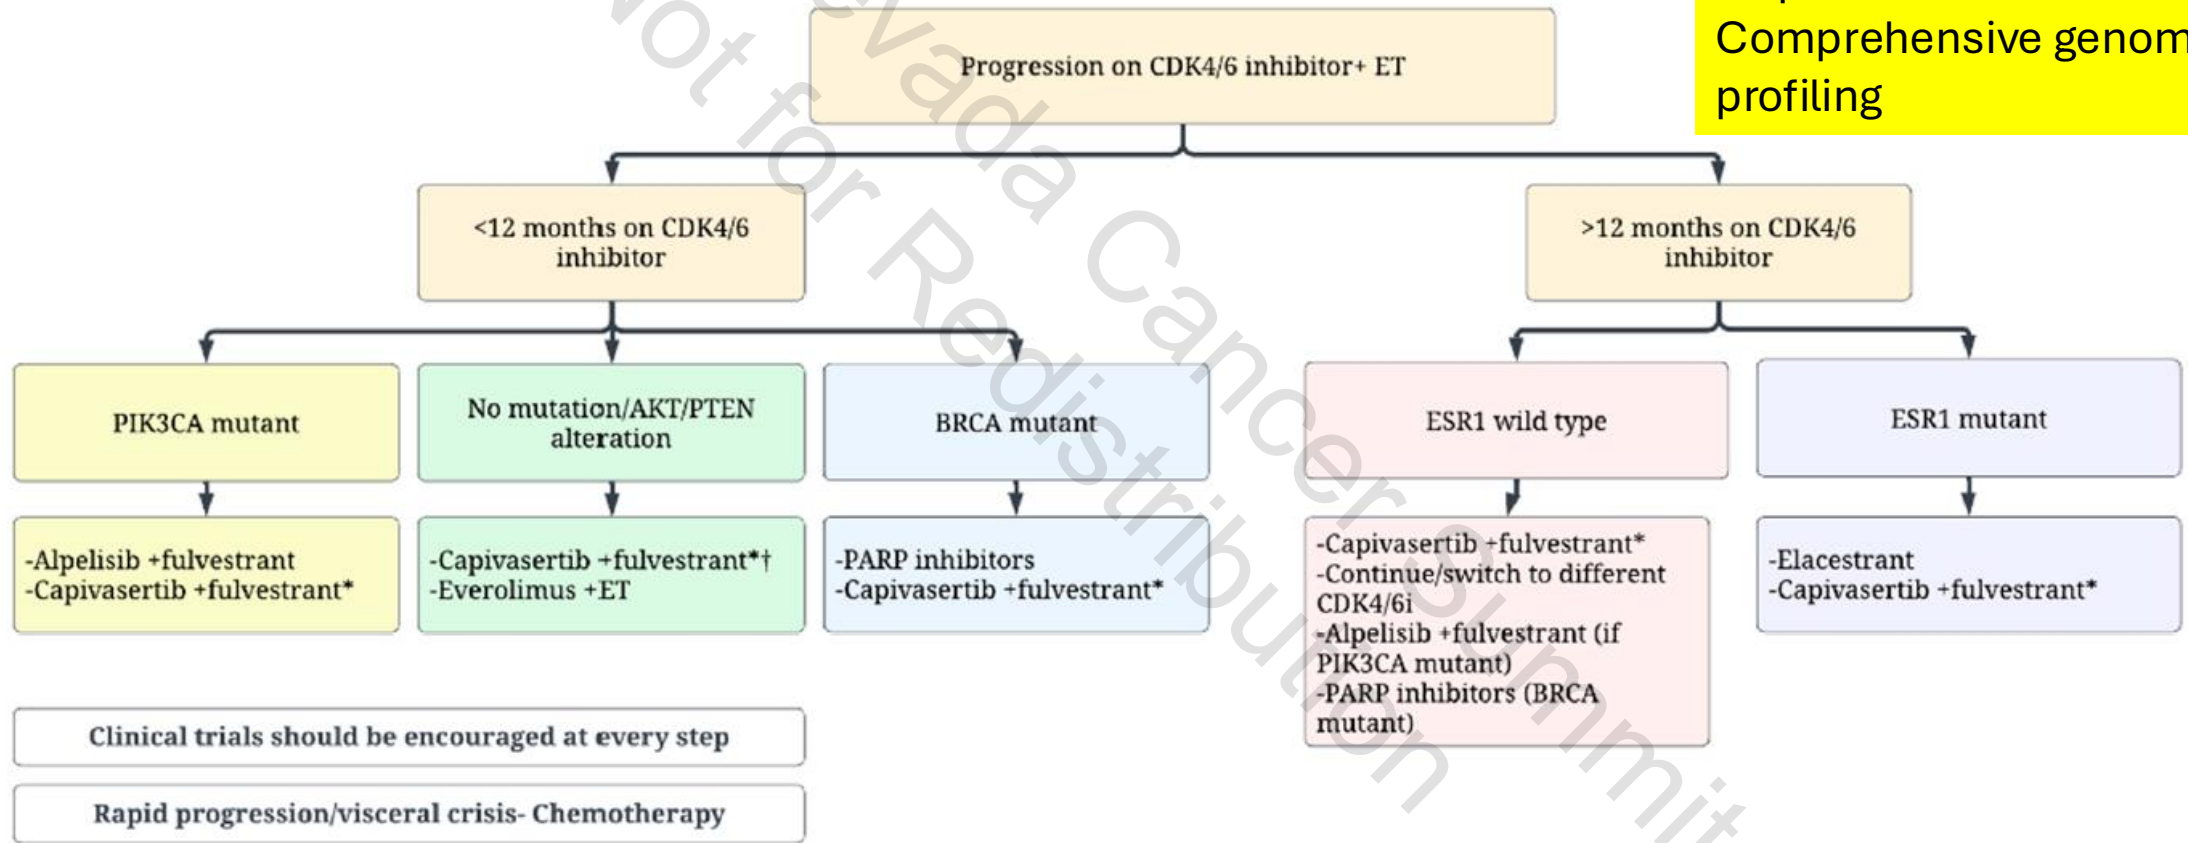 Comprehensive genom
profiling
Progression on CDK4/6 inhibitor+ ET
<12 months on CDK4/6
inhibitor
>12 months on CDK4/6
inhibitor
PIK3CA mutant
No mutation/AKT/PTEN
alteration
BRCA mutant
ESR1 wild type
ESR1 mutant
-Alpelisib +fulvestrant
-Capivasertib +fulvestrant*
-Capivasertib +fulvestrant*†
-Everolimus +ET
-PARP inhibitors
-Capivasertib +fulvestrant*
-Capivasertib +fulvestrant*
-Continue/switch to different
CDK4/6i
-Alpelisib +fulvestrant (if
PIK3CA mutant)
-PARP inhibitors (BRCA
mutant)
-Elacestrant
-Capivasertib +fulvestrant*
Clinical trials should be encouraged at every step
Rapid progression/visceral crisis- Chemotherapy
evada Cancer Summit
Not for Redistribution